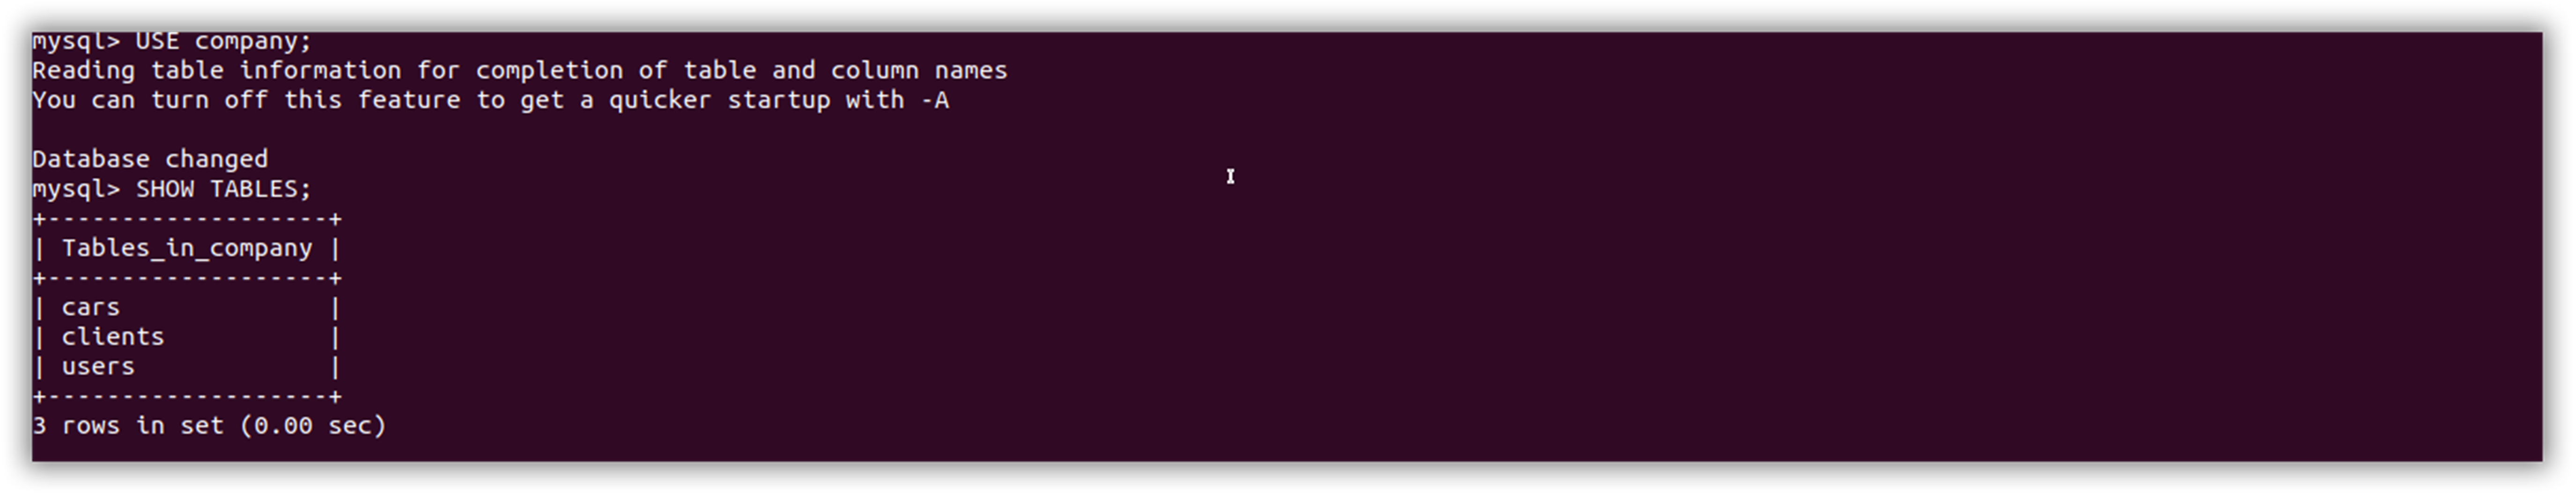 mysql> USE company;
Reading table information for completion of table and column names
You can turn off this feature to get a quicker startup with -A

Database changed
mysql> SHOW TABLES;
+-------------------+
| Tables_in_company |
+-------------------+
| cars              |
| clients           |
| users             |
+-------------------+
3 rows in set (0.00 sec)